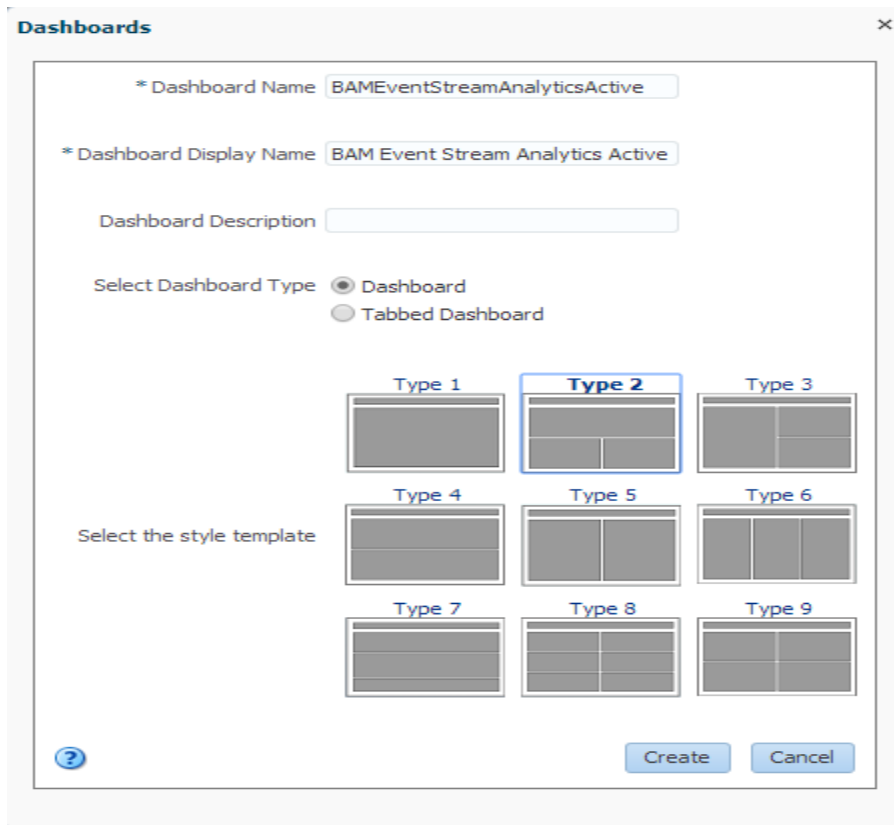 Dashboards
×
* Dashboard Name BAMEventStreamAnalyticsActive
* Dashboard Display Name BAM Event Stream Analytics Active
Dashboard Description
Select Dashboard Type Dashboard
Tabbed Dashboard
Type 1 Type 2 Type 3
Type 4 Type 5 Type 6
Select the style template
Type 7 Type 8 Type 9
? Create Cancel